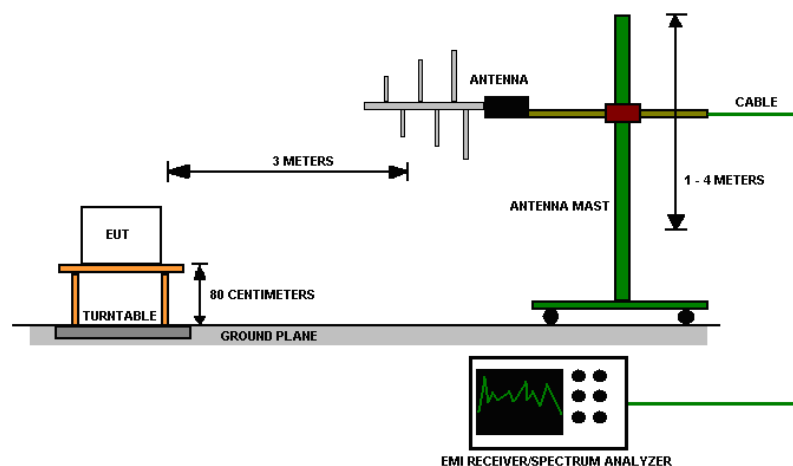 ANTENNA
CABLE
3 METERS
1 - 4 METERS
ANTENNA MAST
EUT
80 CENTIMETERS
TURNTABLE
GROUND PLANE
EMI RECEIVER/SPECTRUM ANALYZER